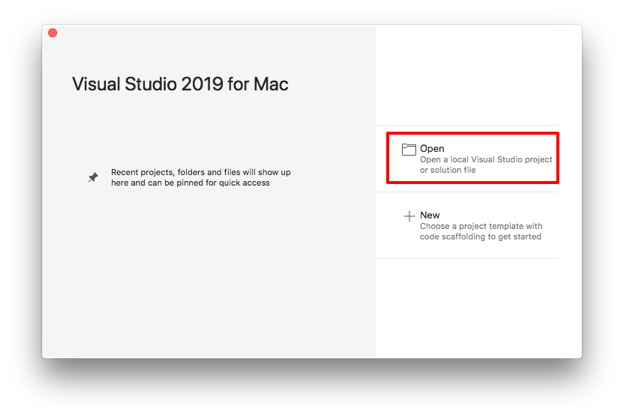 Visual Studio 2019 for Mac
Recent projects, folders and files will show up
here and can be pinned for quick access
Open
Open a local Visual Studio project
or solution file
New
Choose a project template with
code scaffolding to get started